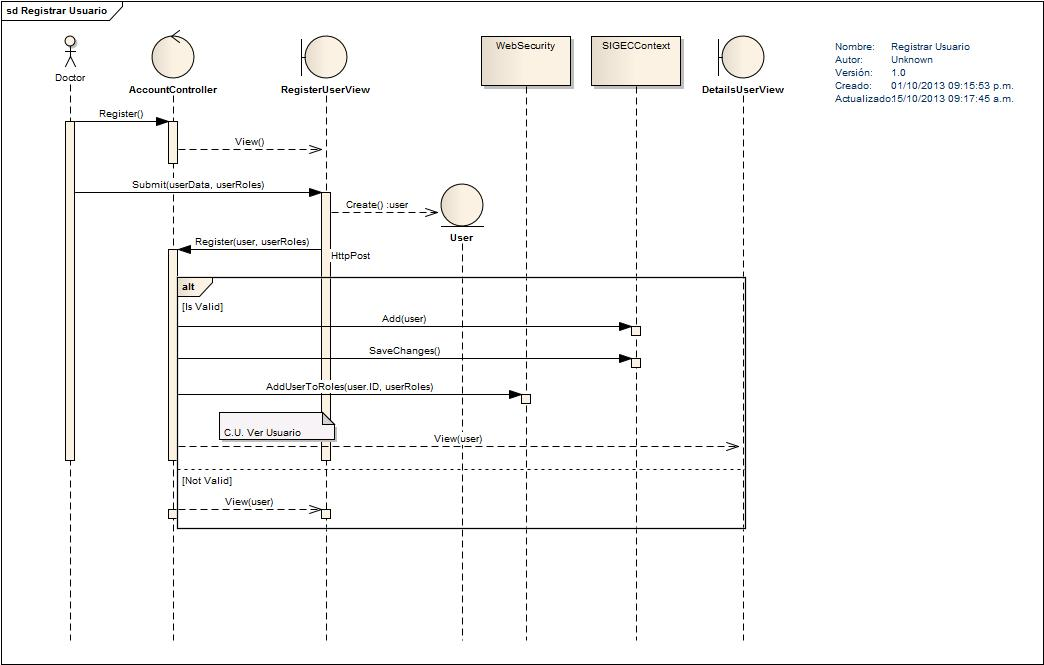 sd Registrar Usuario
Doctor
AccountController
RegisterUserView
WebSecurity
SIGECContext
DetailsUserView
Nombre: Registrar Usuario
Autor: Unknown
Versión: 1.0
Creado: 01/10/2013 09:15:53 p.m.
Actualizado:15/10/2013 09:17:45 a.m.
Register()
View()
Submit(userData, userRoles)
Create() :user
User
Register(user, userRoles)
HttpPost
alt
[Is Valid]
Add(user)
SaveChanges()
AddUserToRoles(user.ID, userRoles)
C.U. Ver Usuario
View(user)
[Not Valid]
View(user)